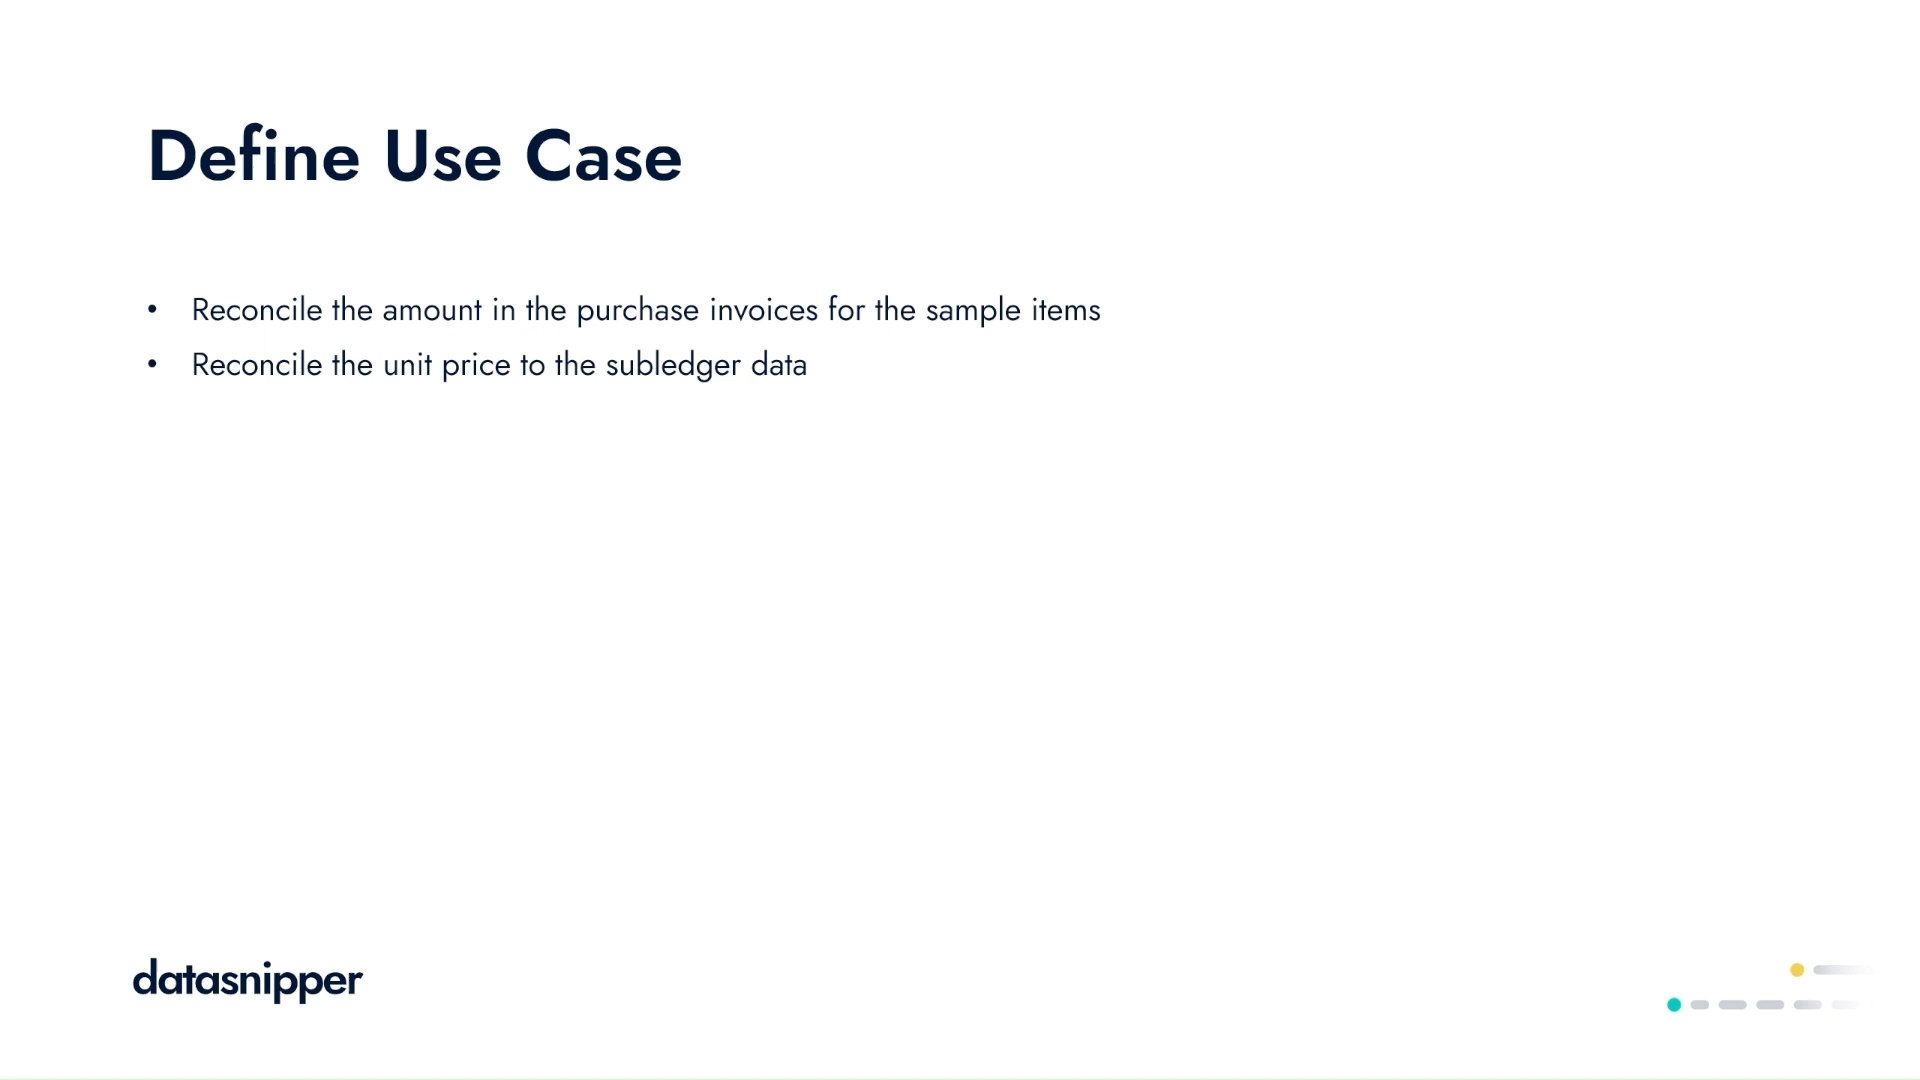 Define Use Case
• Reconcile the amount in the purchase invoices for the sample items
• Reconcile the unit price to the subledger data
datasnipper